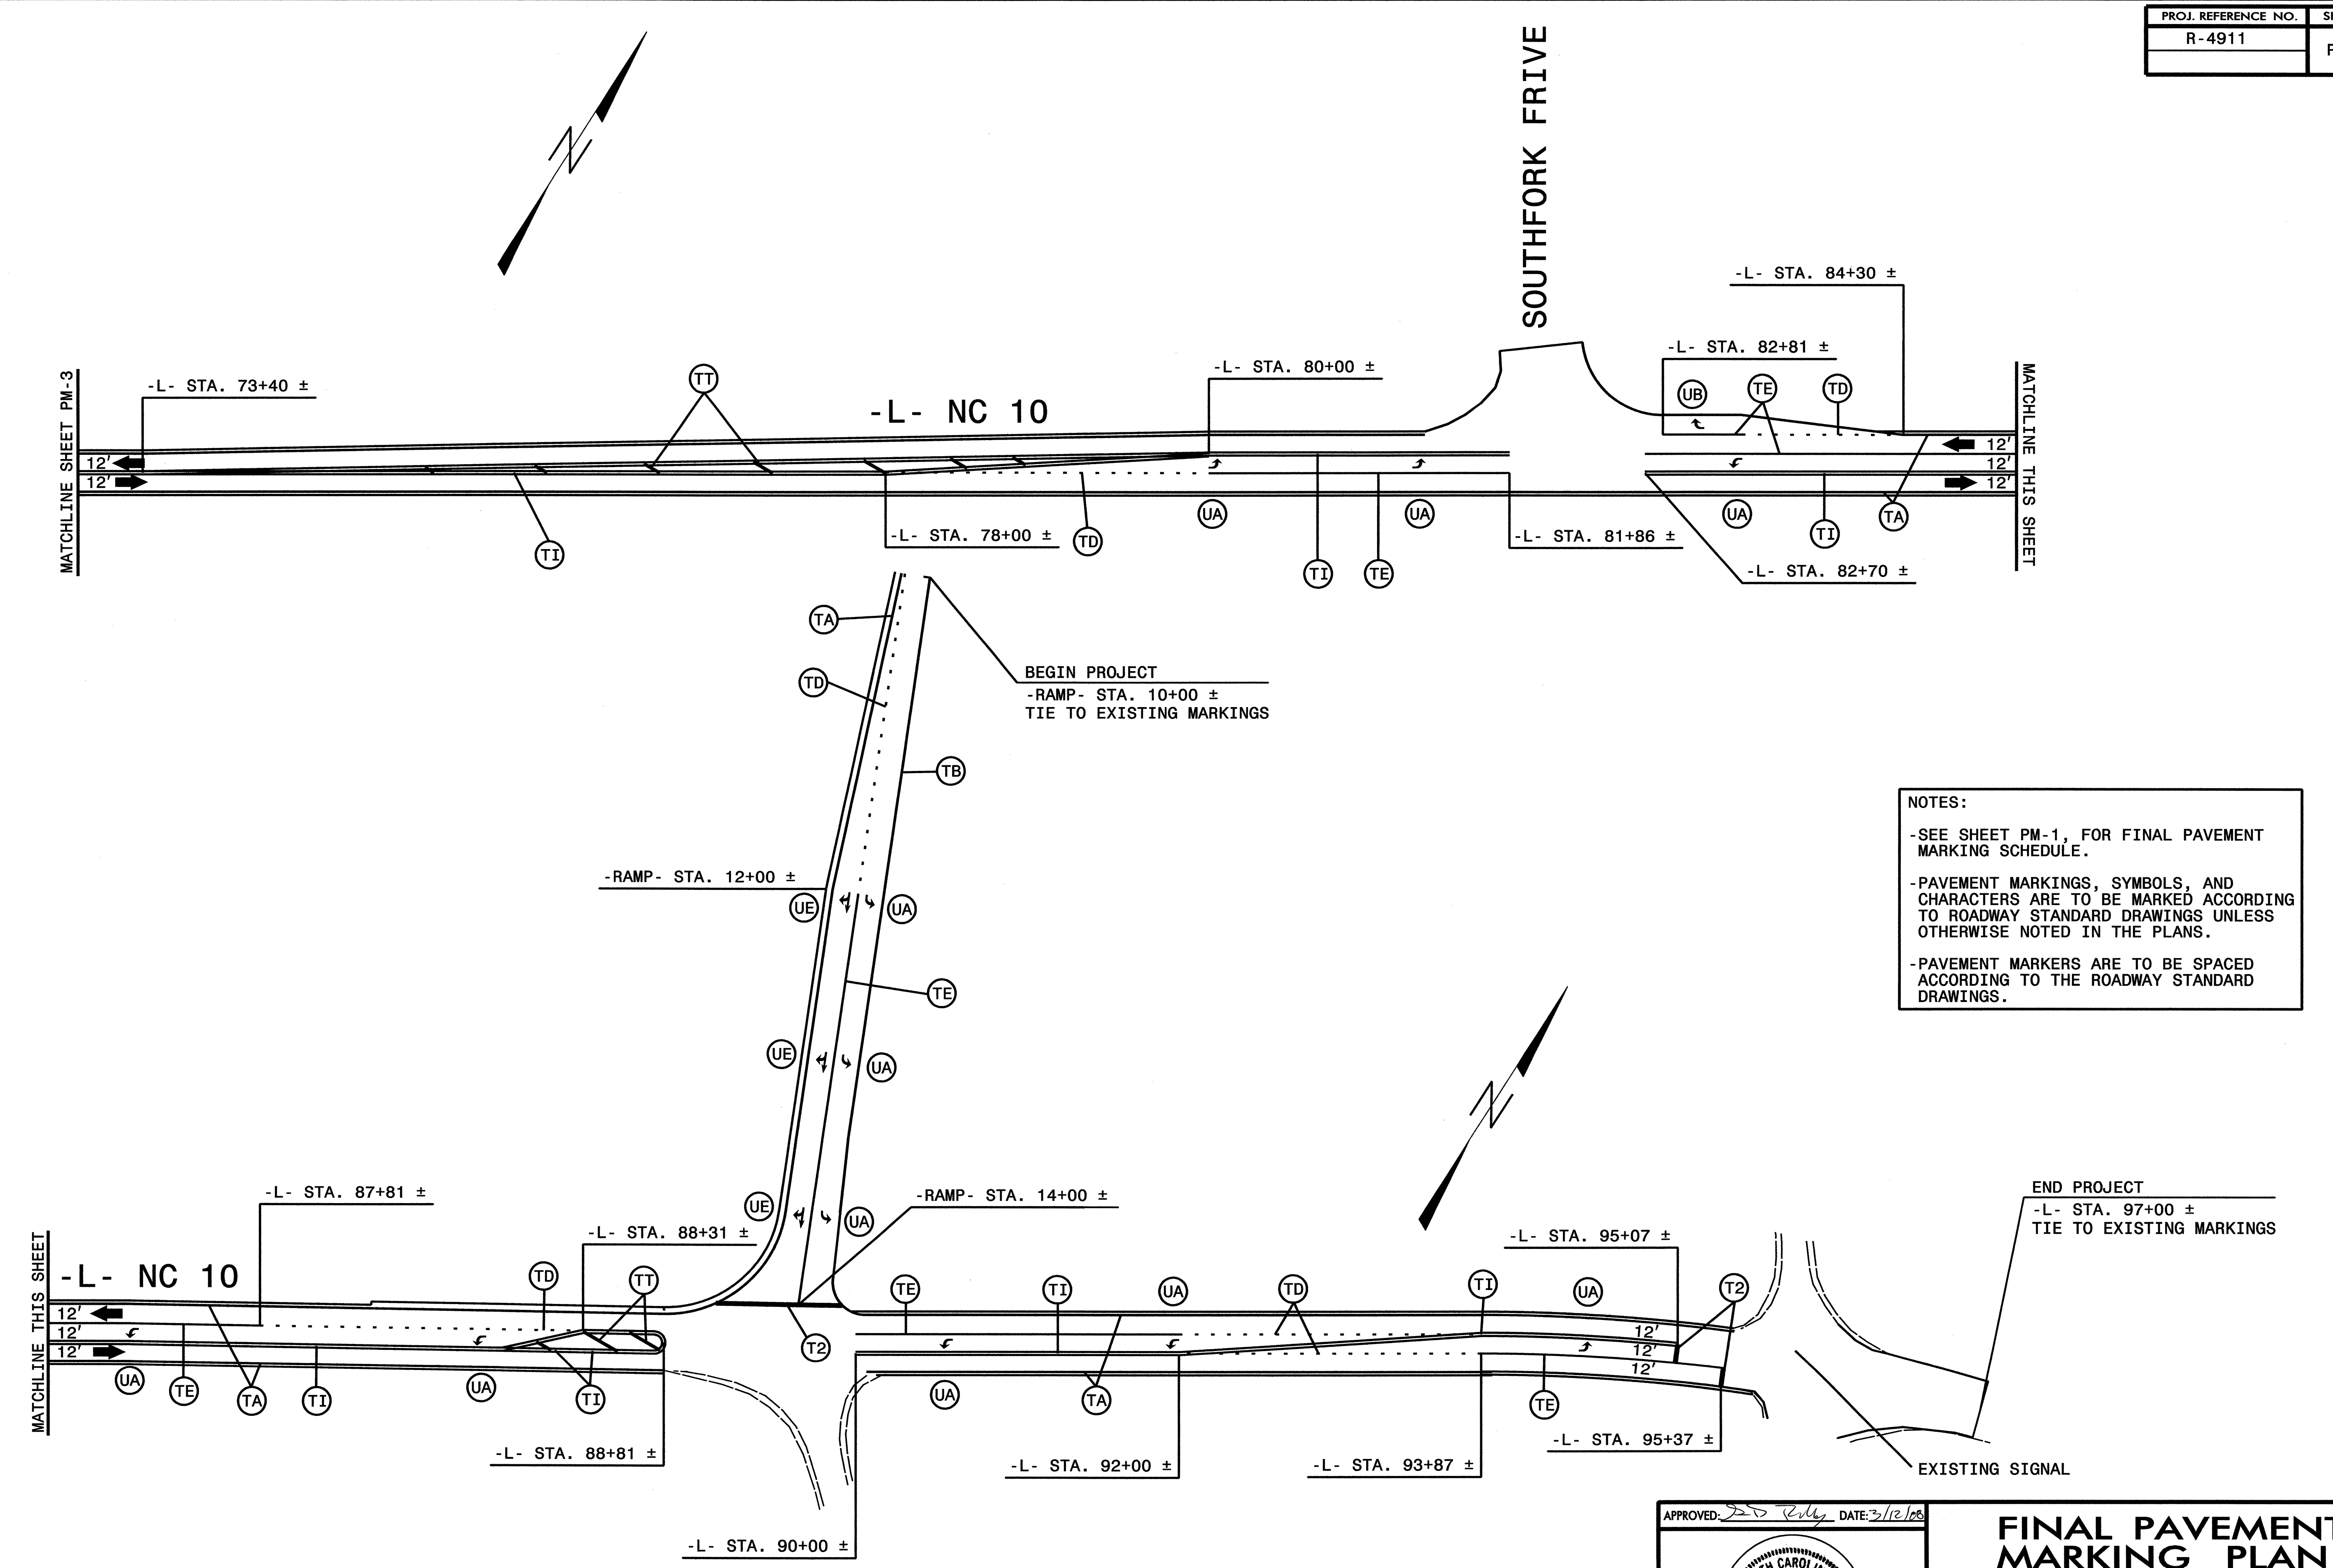 PROJ. REFERENCE NO.
R-4911
SOUTHFORK FRIVE
-L- STA. 84+30 ±
-L- STA. 82+81 ±
-L- STA. 80+00 ±
-L- STA. 73+40 ±
TT
UB
TE
TD
-L- NC 10
MATCHLINE SHEET PM-3
MATCHLINE THIS SHEET
12'
12'
12'
12'
12'
UA
UA
UA
TI
TA
-L- STA. 78+00 ±
TD
-L- STA. 81+86 ±
TI
TI
TE
-L- STA. 82+70 ±
TA
BEGIN PROJECT
-RAMP- STA. 10+00 ±
TIE TO EXISTING MARKINGS
TD
TB
NOTES:
-SEE SHEET PM-1, FOR FINAL PAVEMENT
MARKING SCHEDULE.
-PAVEMENT MARKINGS, SYMBOLS, AND
CHARACTERS ARE TO BE MARKED ACCORDING
TO ROADWAY STANDARD DRAWINGS UNLESS
OTHERWISE NOTED IN THE PLANS.
-PAVEMENT MARKERS ARE TO BE SPACED
ACCORDING TO THE ROADWAY STANDARD
DRAWINGS.
-RAMP- STA. 12+00 ±
UE
UA
TE
UE
UA
-L- STA. 87+81 ±
-RAMP- STA. 14+00 ±
UE
UA
-L- STA. 88+31 ±
-L- STA. 95+07 ±
END PROJECT
-L- STA. 97+00 ±
TIE TO EXISTING MARKINGS
MATCHLINE THIS SHEET
-L- NC 10
TD
TT
TE
TI
UA
TD
TI
UA
T2
12'
12'
12'
12'
12'
12'
T2
UA
TE
TA
TI
UA
TI
UA
TA
TE
-L- STA. 88+81 ±
-L- STA. 92+00 ±
-L- STA. 93+87 ±
-L- STA. 95+37 ±
EXISTING SIGNAL
-L- STA. 90+00 ±
APPROVED: DATE: 3/12/08
FINAL PAVEMENT
MARKING PLAN